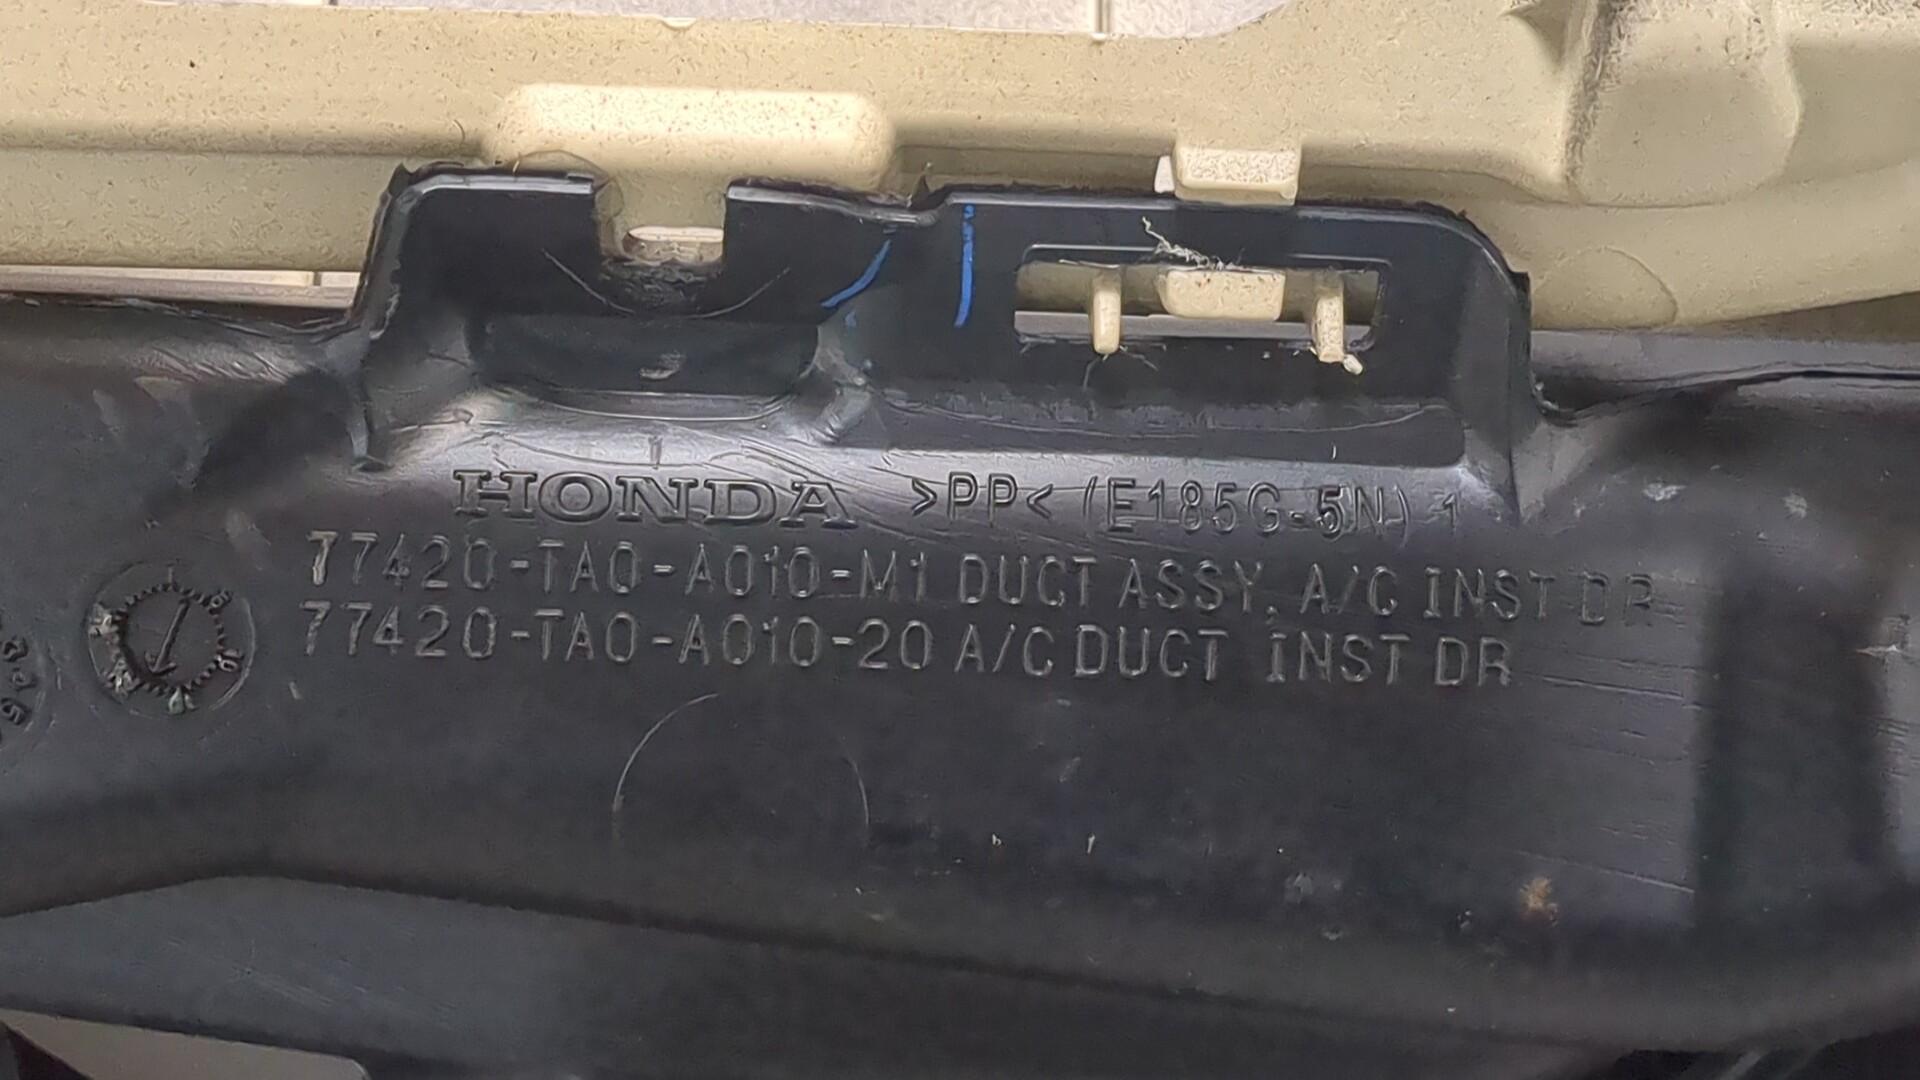 HONDA >PP< (E185G-5N) 1
77420-TA0-A010-M1 DUCT ASSY, A/C INST DR
77420-TA0-A010-20 A/C DUCT INST DR